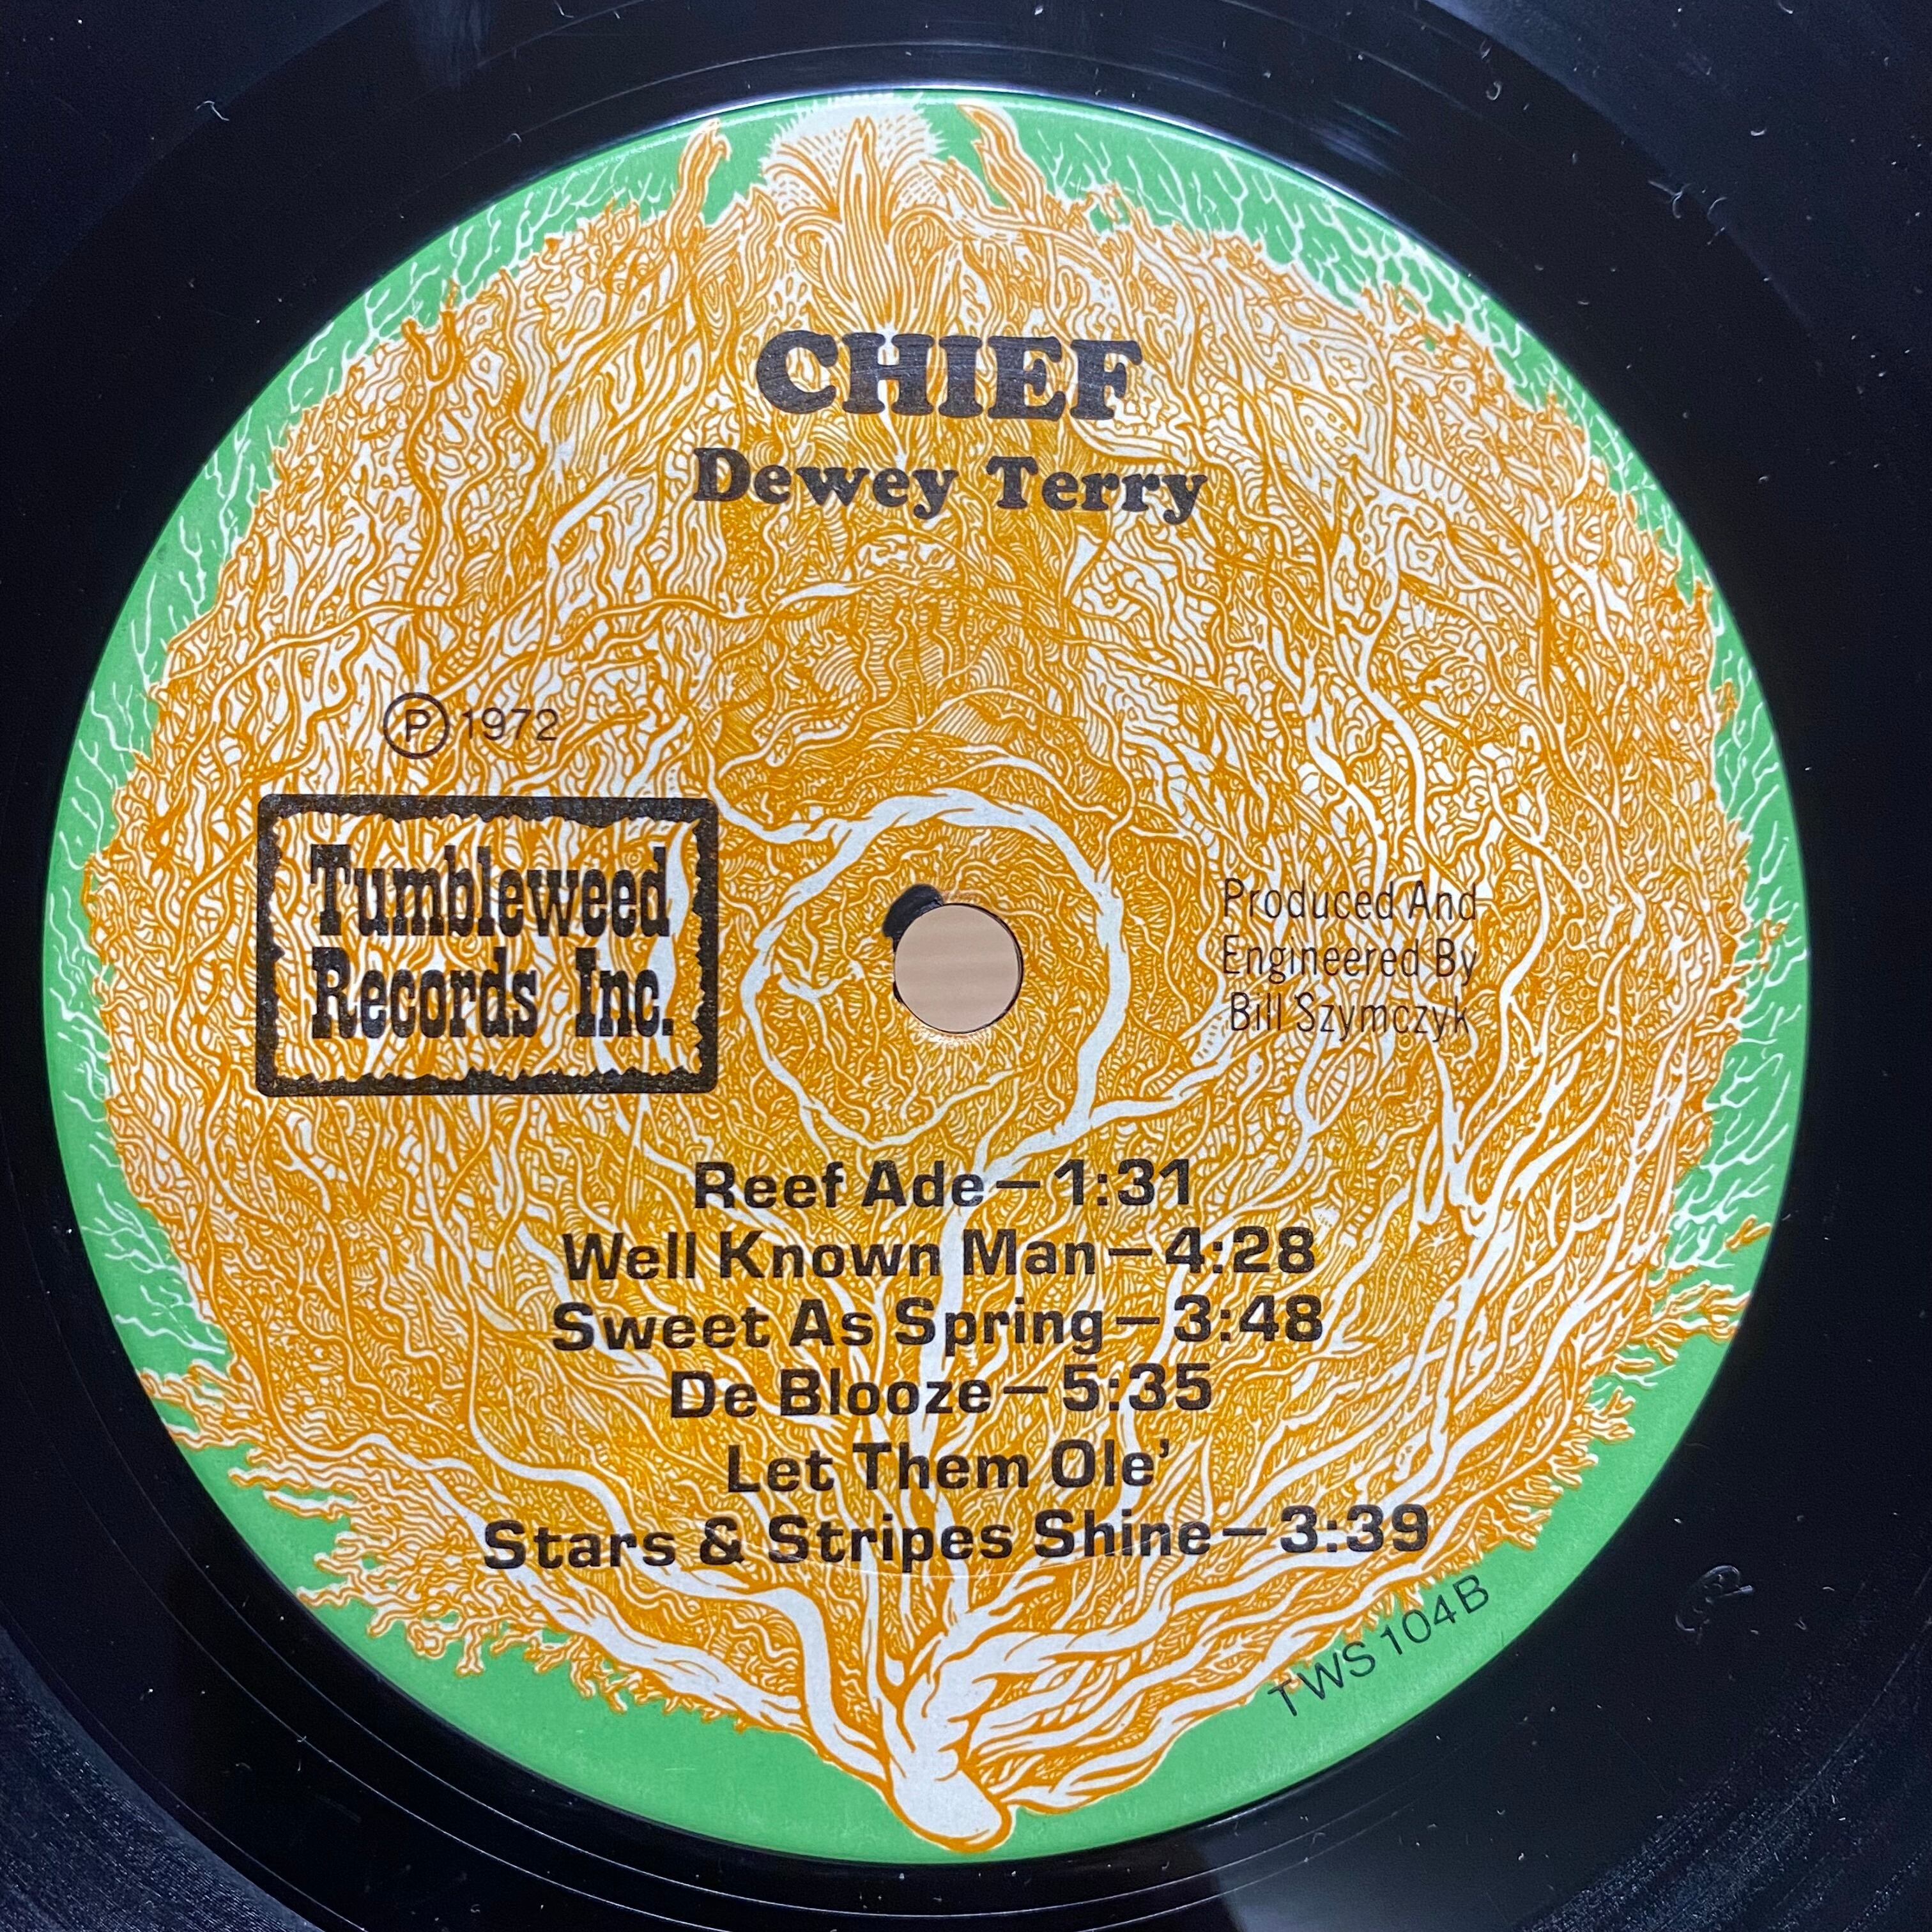 CHIEF
Dewey Terry
Ⓟ 1972
Tumbleweed
Records Inc.
Produced And
Engineered By
Bill Szymczyk
Reef Ade—1:31
Well Known Man—4:28
Sweet As Spring—3:48
De Blooze—5:35
Let Them Ole'
Stars & Stripes Shine—3:39
TWS 104 B